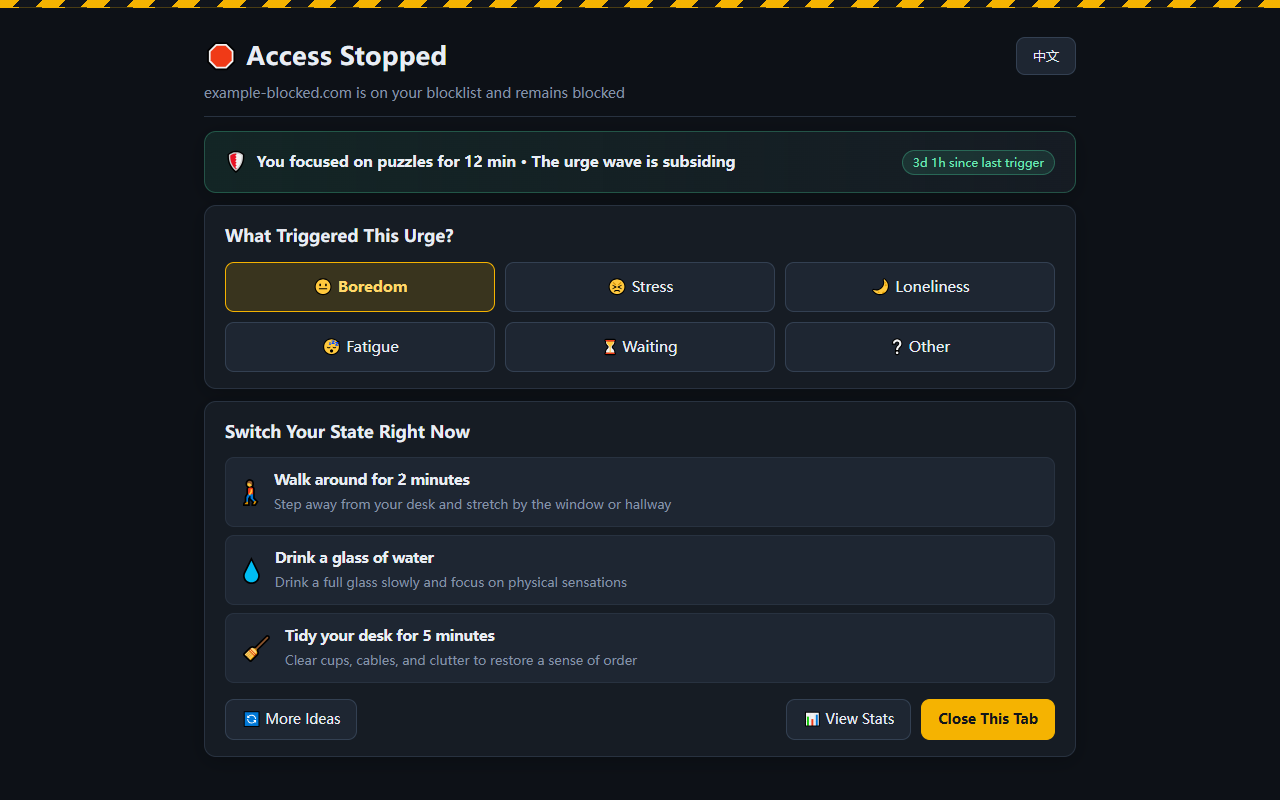 Access Stopped
中文
example-blocked.com is on your blocklist and remains blocked
You focused on puzzles for 12 min • The urge wave is subsiding
3d 1h since last trigger
What Triggered This Urge?
Boredom
Stress
Loneliness
Fatigue
Waiting
? Other
Switch Your State Right Now
Walk around for 2 minutes
Step away from your desk and stretch by the window or hallway
Drink a glass of water
Drink a full glass slowly and focus on physical sensations
Tidy your desk for 5 minutes
Clear cups, cables, and clutter to restore a sense of order
More Ideas
View Stats
Close This Tab